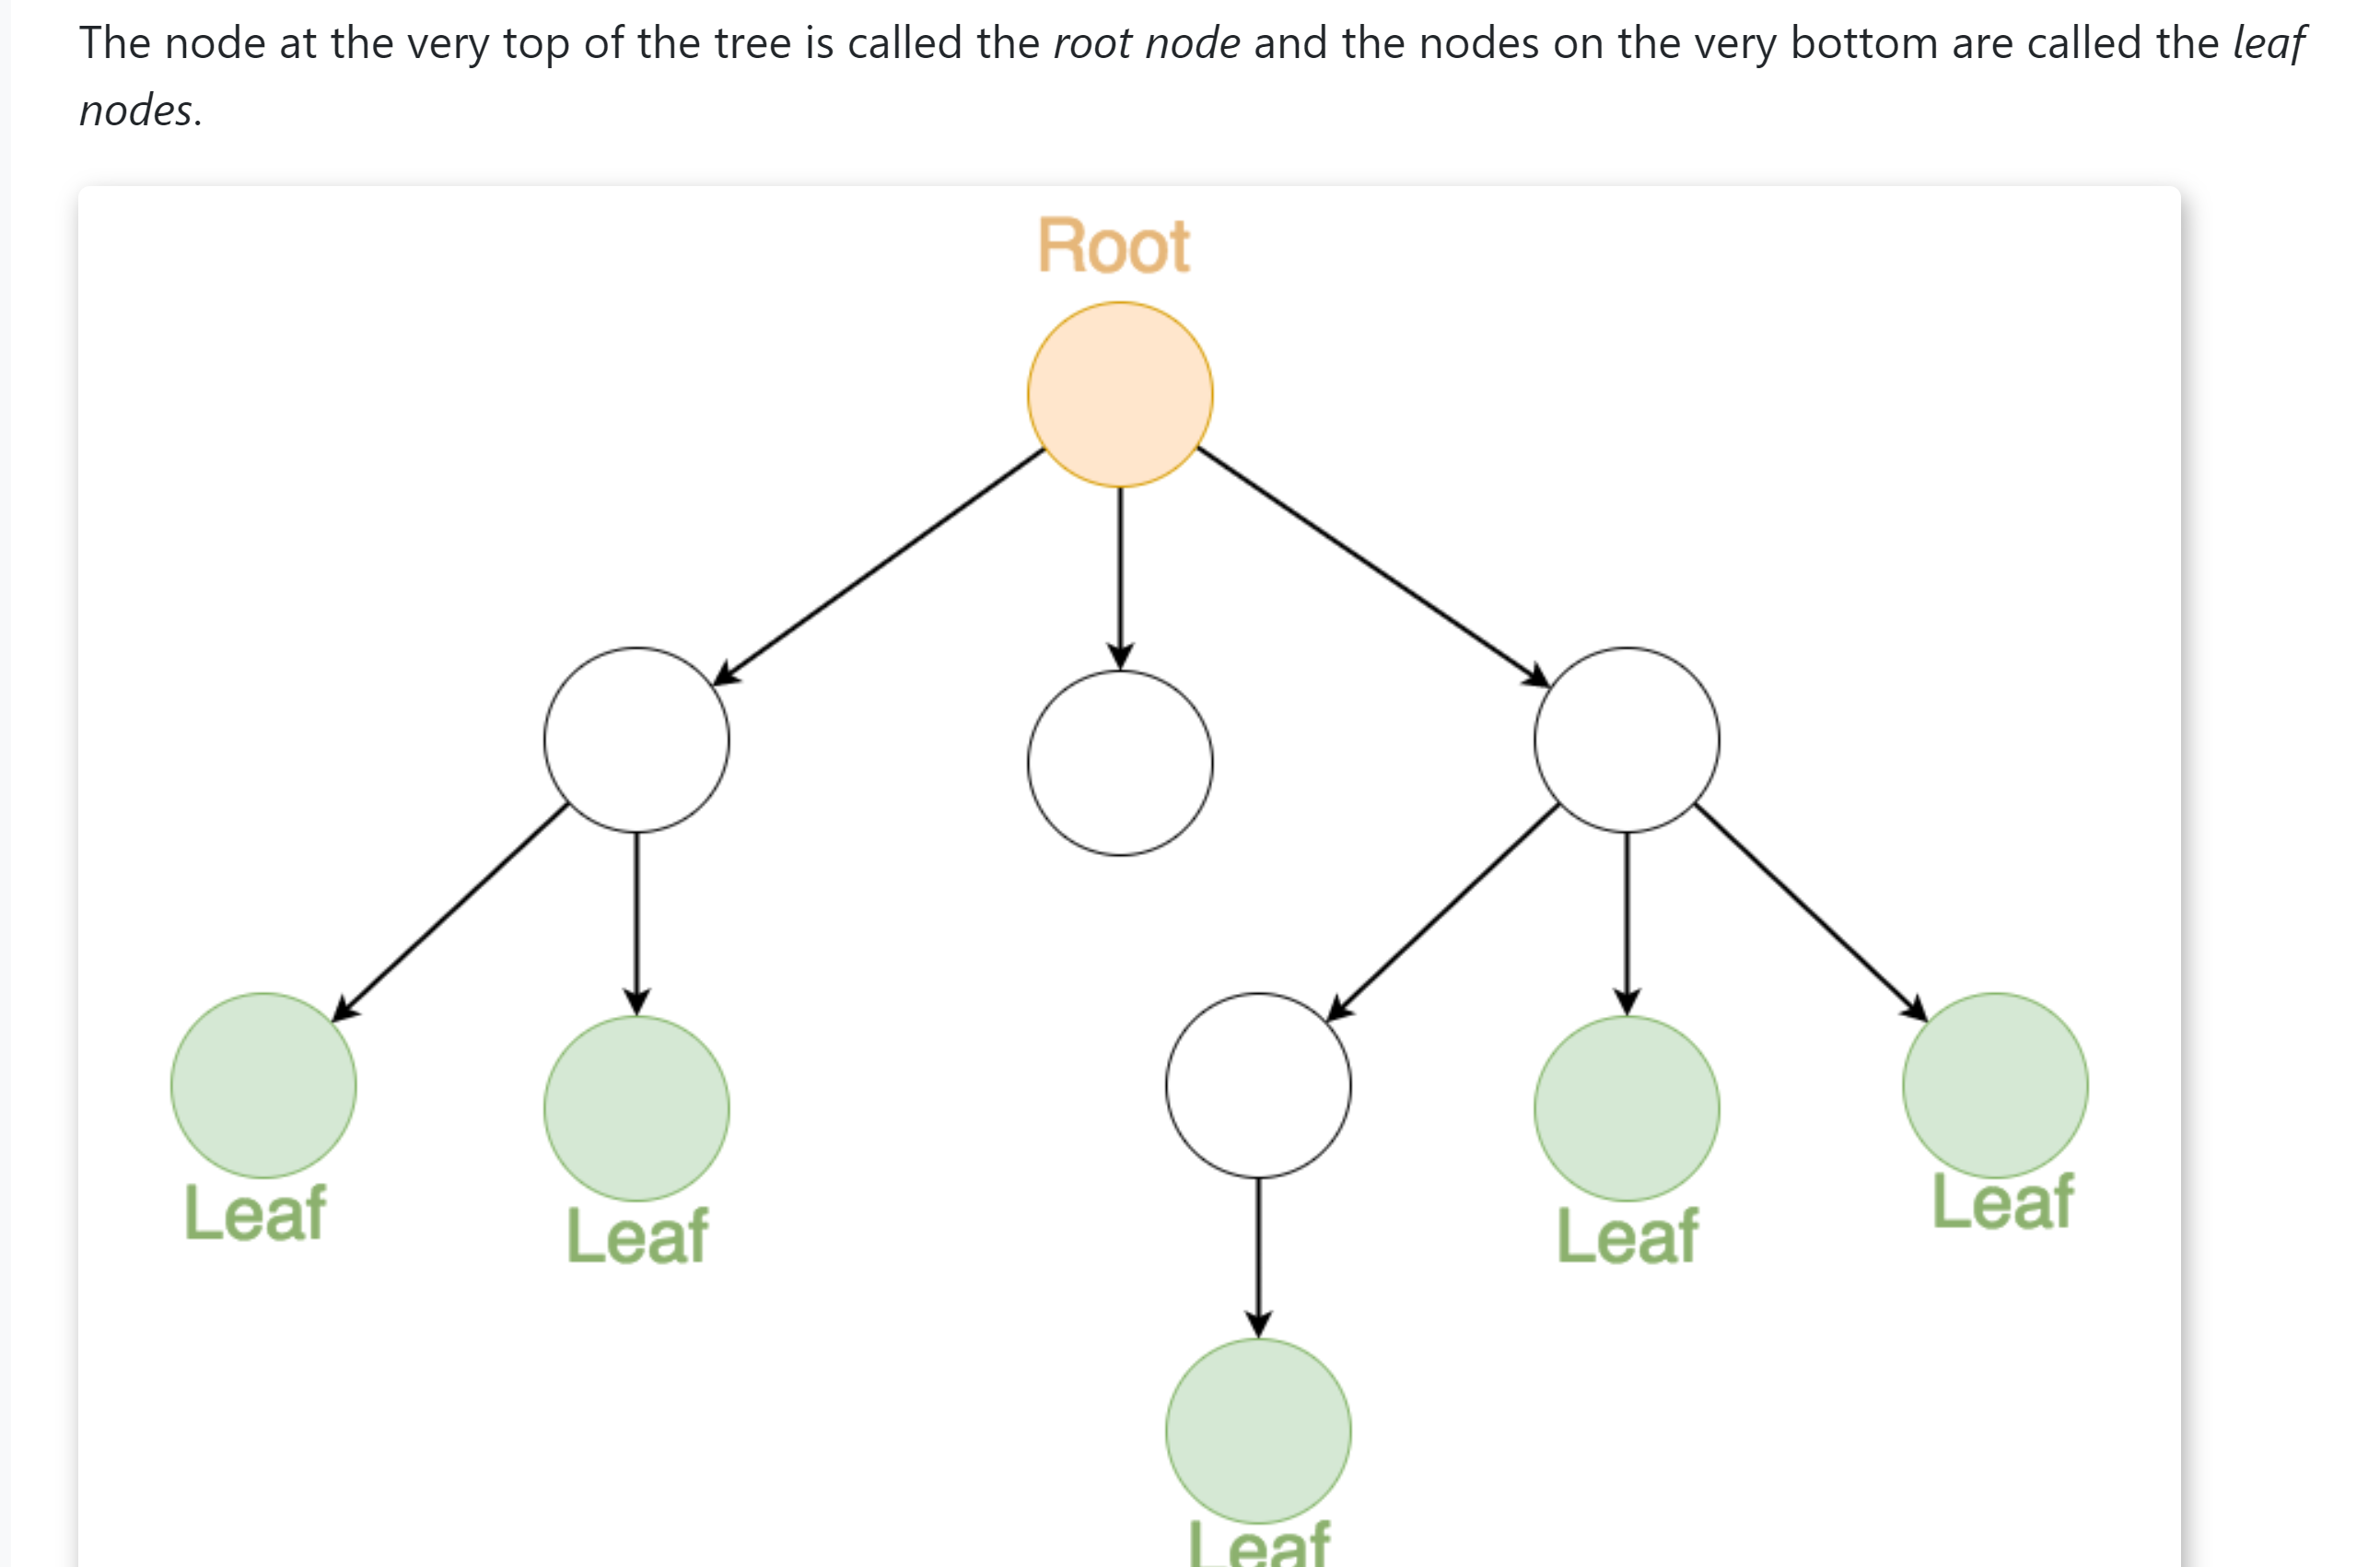 The node at the very top of the tree is called the root node and the nodes on the very bottom are called the leaf
nodes.
Root
Leaf
Leaf
Leaf
Leaf
Leaf